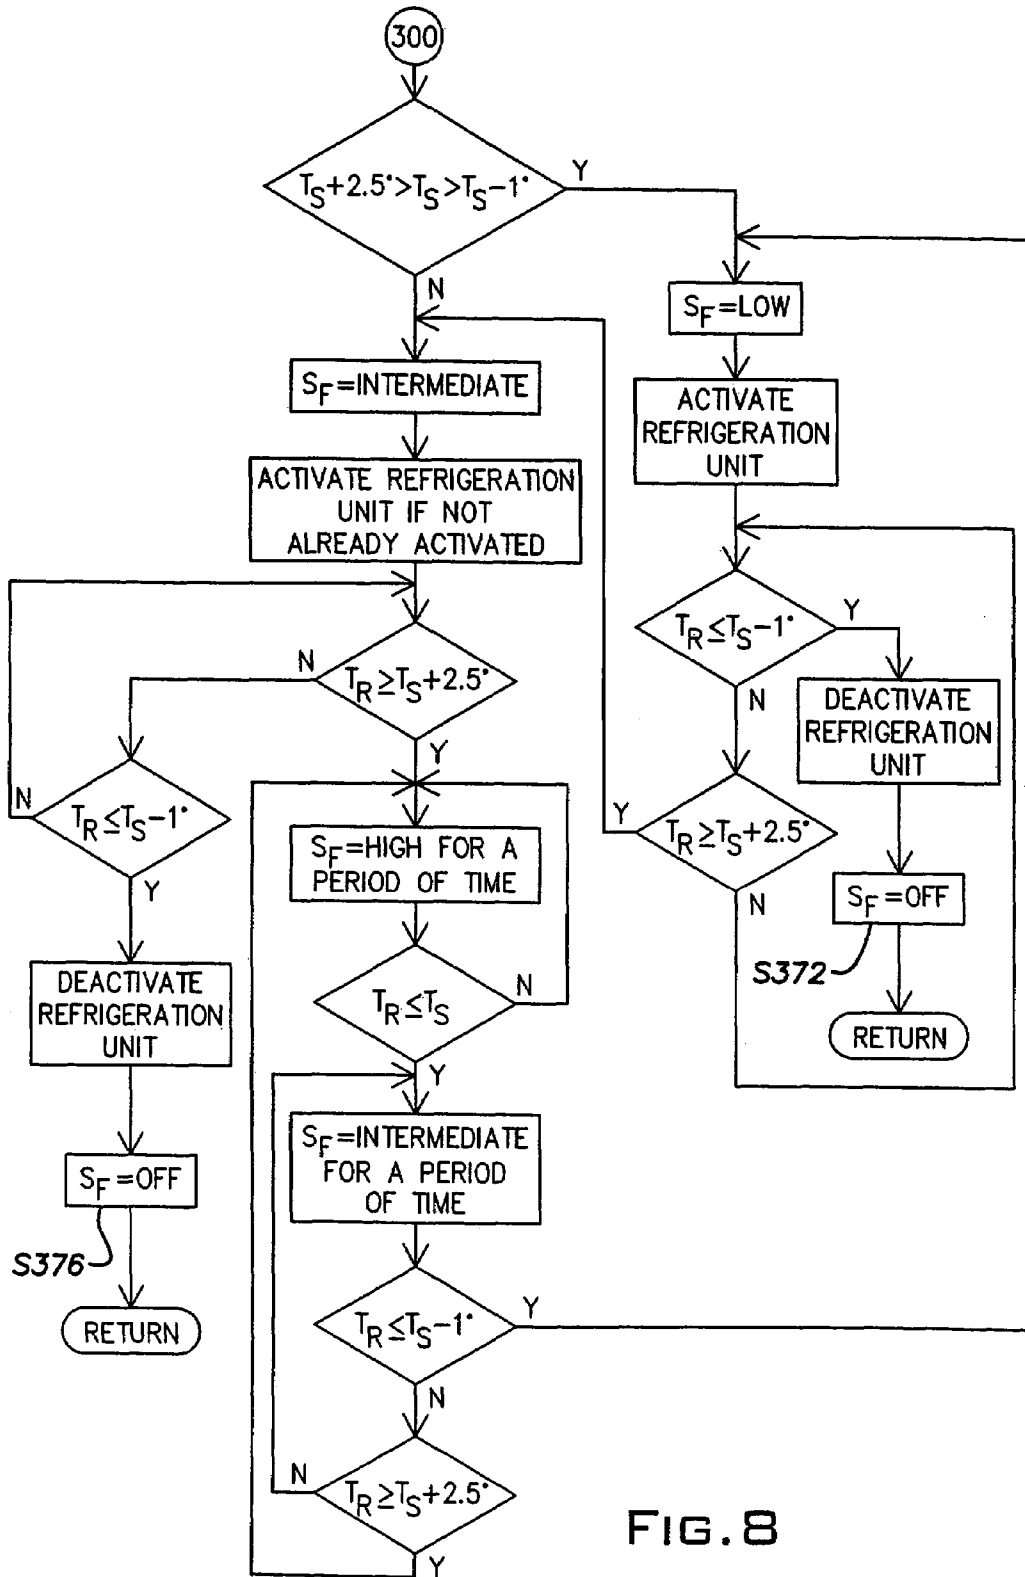 300
T_S+2.5°>T_S>T_S−1°
Y
N
S_F=LOW
S_F=INTERMEDIATE
ACTIVATE
REFRIGERATION
UNIT
ACTIVATE REFRIGERATION
UNIT IF NOT
ALREADY ACTIVATED
T_R≤T_S−1°
Y
N
DEACTIVATE
REFRIGERATION
UNIT
T_R≥T_S+2.5°
N
Y
T_R≤T_S−1°
N
Y
T_R≥T_S+2.5°
Y
N
S_F=HIGH FOR A
PERIOD OF TIME
S_F=OFF
S372
RETURN
DEACTIVATE
REFRIGERATION
UNIT
T_R≤T_S
N
Y
S_F=INTERMEDIATE
FOR A PERIOD
OF TIME
S_F=OFF
S376
RETURN
T_R≤T_S−1°
Y
N
T_R≥T_S+2.5°
N
Y
FIG.8